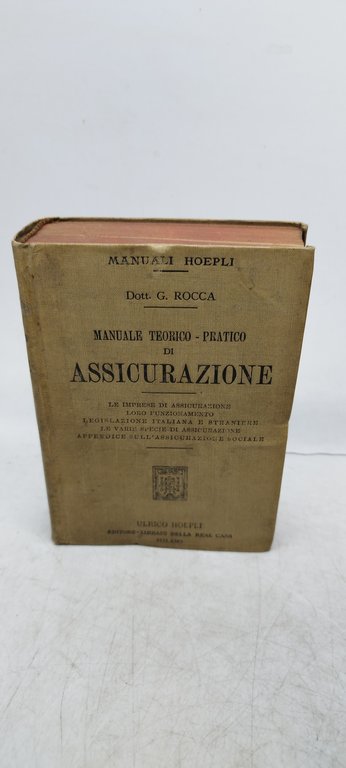 MANUALI HOEPLI
Dott. G. ROCCA
MANUALE TEORICO - PRATICO
DI
ASSICURAZIONE
LE IMPRESE DI ASSICURAZIONE
LORO FUNZIONAMENTO
LEGISLAZIONE ITALIANA E STRANIERE
LE VARIE SPECIE DI ASSICURAZIONE
APPENDICE SULL'ASSICURAZIONE SOCIALE
ULRICO HOEPLI
EDITORE-LIBRAIO DELLA REAL CASA
MILANO